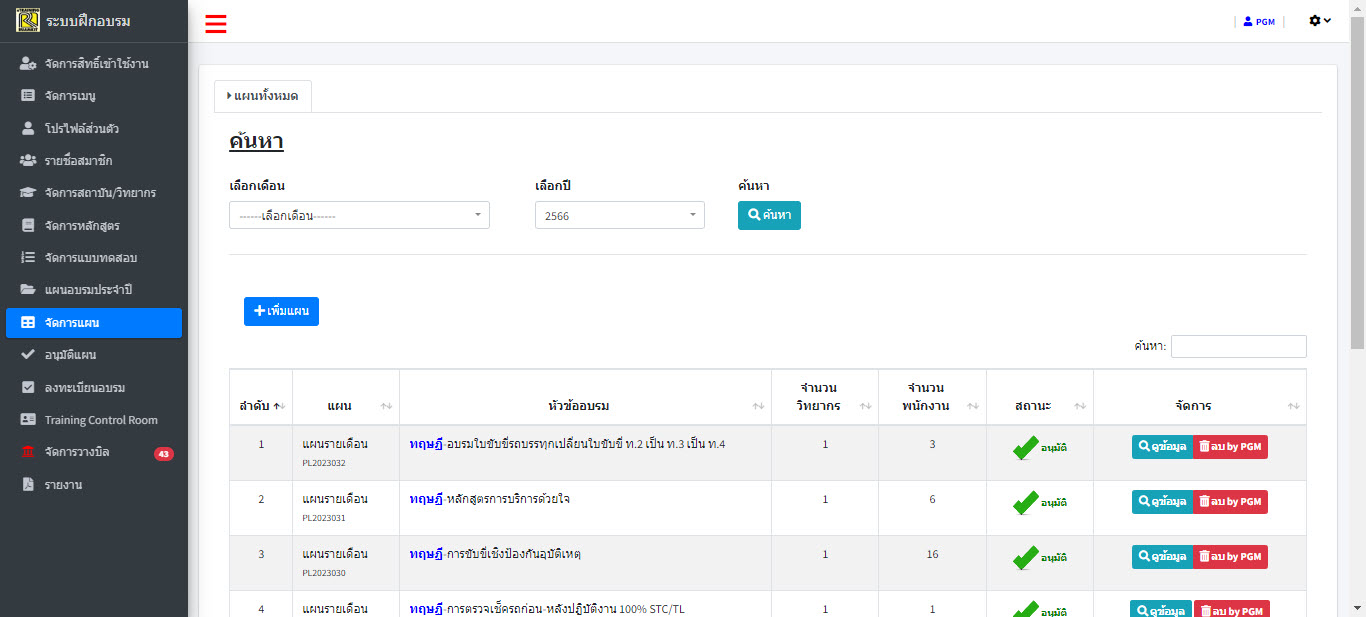 ระบบฝึกอบรม
PGM
จัดการสิทธิ์เข้าใช้งาน
จัดการเมนู
โปรไฟล์ส่วนตัว
รายชื่อสมาชิก
จัดการสถาบัน/วิทยากร
จัดการหลักสูตร
จัดการแบบทดสอบ
แผนอบรมประจำปี
จัดการแผน
อนุมัติแผน
ลงทะเบียนอบรม
Training Control Room
จัดการวางบิล 43
รายงาน
แผนทั้งหมด
ค้นหา
เลือกเดือน เลือกปี ค้นหา
------เลือกเดือน------ 2566 ค้นหา
เพิ่มแผน
ค้นหา:
ลำดับ แผน หัวข้ออบรม จำนวนวิทยากร จำนวนพนักงาน สถานะ จัดการ
1 แผนรายเดือน ทฤษฎี-อบรมใบขับขี่รถบรรทุกเปลี่ยนใบขับขี่ ท.2 เป็น ท.3 เป็น ท.4 1 3 อนุมัติ ดูข้อมูล ลบ by PGM
PL2023032
2 แผนรายเดือน ทฤษฎี-หลักสูตรการบริการด้วยใจ 1 6 อนุมัติ ดูข้อมูล ลบ by PGM
PL2023031
3 แผนรายเดือน ทฤษฎี-การขับขี่เชิงป้องกันอุบัติเหตุ 1 16 อนุมัติ ดูข้อมูล ลบ by PGM
PL2023030
4 แผนรายเดือน ทฤษฎี-การตรวจเช็ครถก่อน-หลังปฏิบัติงาน 100% STC/TL 1 1 อนุมัติ ดูข้อมูล ลบ by PGM